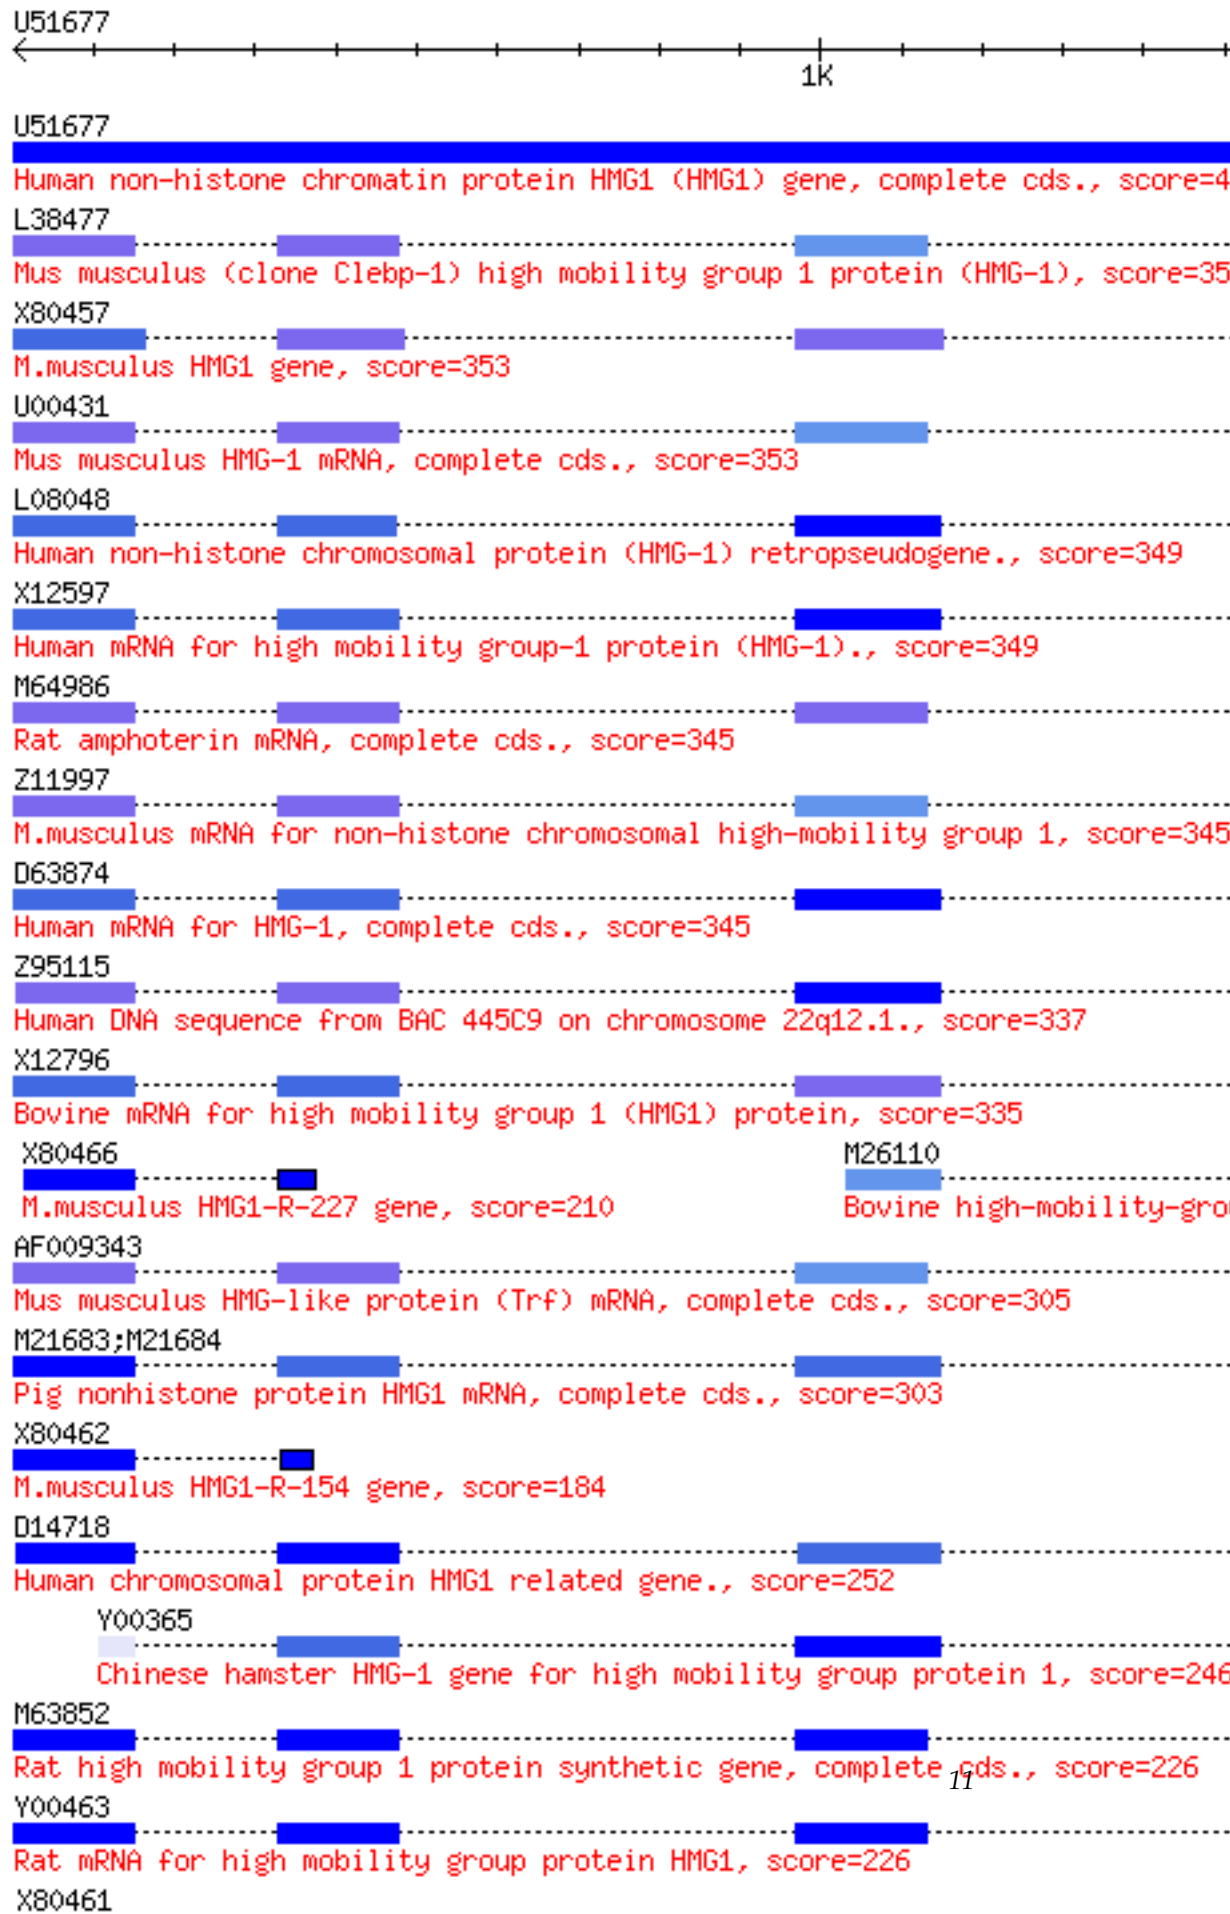 U51677
1K
U51677
Human non-histone chromatin protein HMG1 (HMG1) gene, complete cds., score=4
L38477
Mus musculus (clone Clebp-1) high mobility group 1 protein (HMG-1), score=35
X80457
M.musculus HMG1 gene, score=353
U00431
Mus musculus HMG-1 mRNA, complete cds., score=353
L08048
Human non-histone chromosomal protein (HMG-1) retropseudogene., score=349
X12597
Human mRNA for high mobility group-1 protein (HMG-1)., score=349
M64986
Rat amphoterin mRNA, complete cds., score=345
Z11997
M.musculus mRNA for non-histone chromosomal high-mobility group 1, score=345
D63874
Human mRNA for HMG-1, complete cds., score=345
Z95115
Human DNA sequence from BAC 445C9 on chromosome 22q12.1., score=337
X12796
Bovine mRNA for high mobility group 1 (HMG1) protein, score=335
X80466 M26110
M.musculus HMG1-R-227 gene, score=210 Bovine high-mobility-gro
AF009343
Mus musculus HMG-like protein (Trf) mRNA, complete cds., score=305
M21683;M21684
Pig nonhistone protein HMG1 mRNA, complete cds., score=303
X80462
M.musculus HMG1-R-154 gene, score=184
D14718
Human chromosomal protein HMG1 related gene., score=252
Y00365
Chinese hamster HMG-1 gene for high mobility group protein 1, score=246
M63852
Rat high mobility group 1 protein synthetic gene, complete cds., score=226
11
Y00463
Rat mRNA for high mobility group protein HMG1, score=226
X80461